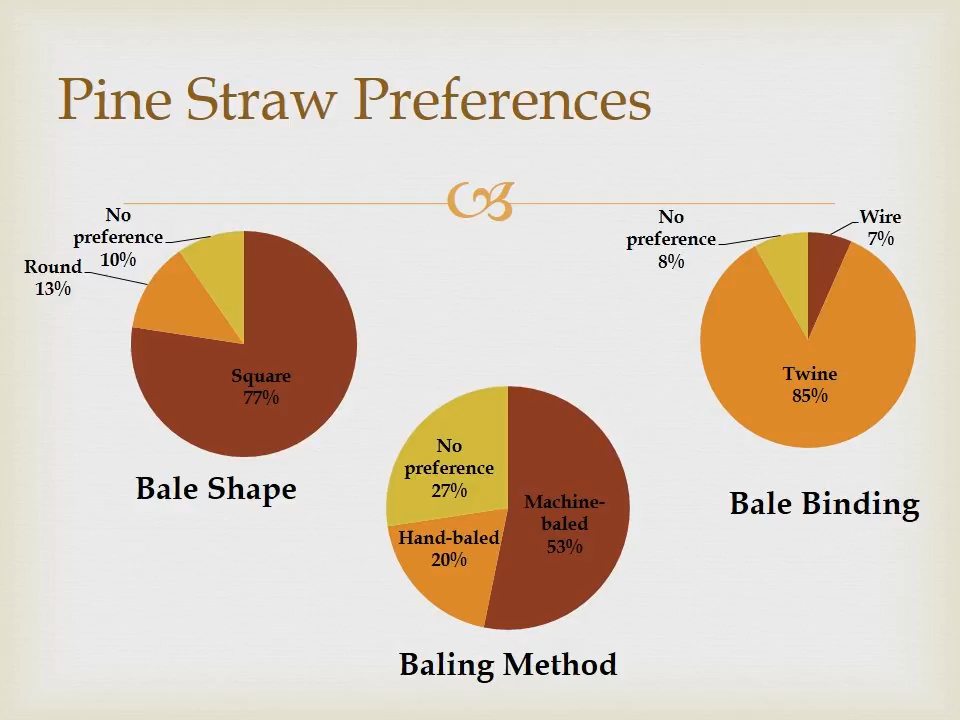 Pine Straw Preferences
No
preference
10%
Round
13%
Square
77%
Bale Shape
No
preference
27%
Hand-baled
20%
Machine-
baled
53%
Baling Method
No
preference
8%
Wire
7%
Twine
85%
Bale Binding